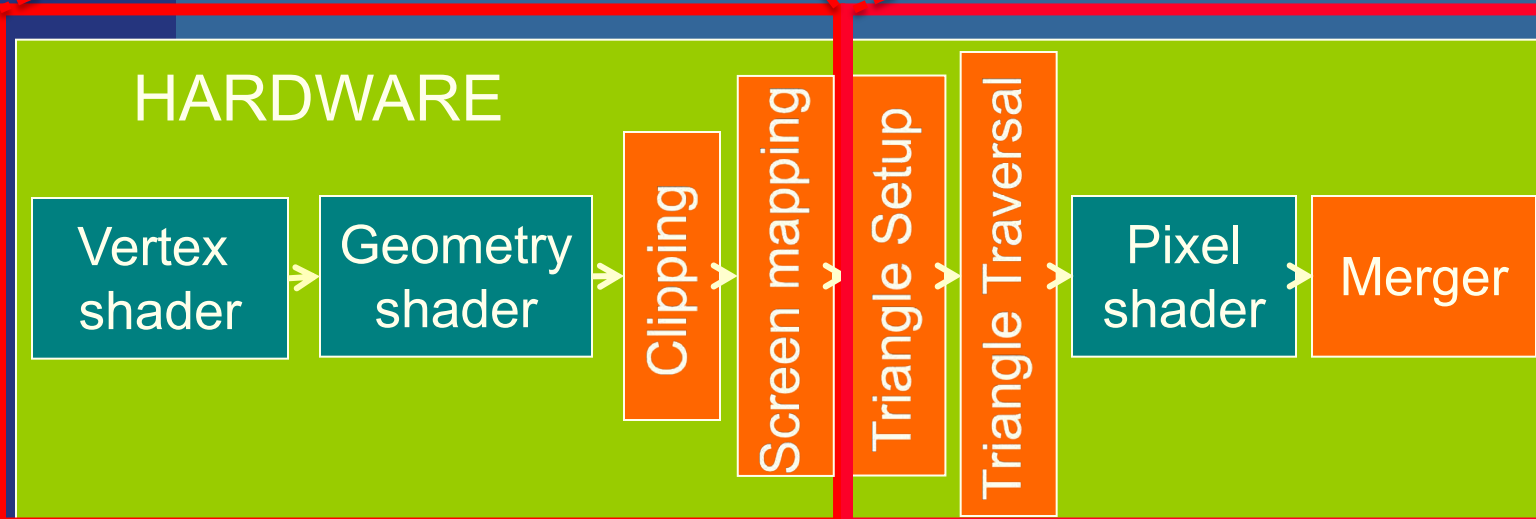 HARDWARE
Vertex
shader
Geometry
shader
Clipping
Screen mapping
Triangle Setup
Triangle Traversal
Pixel
shader
Merger